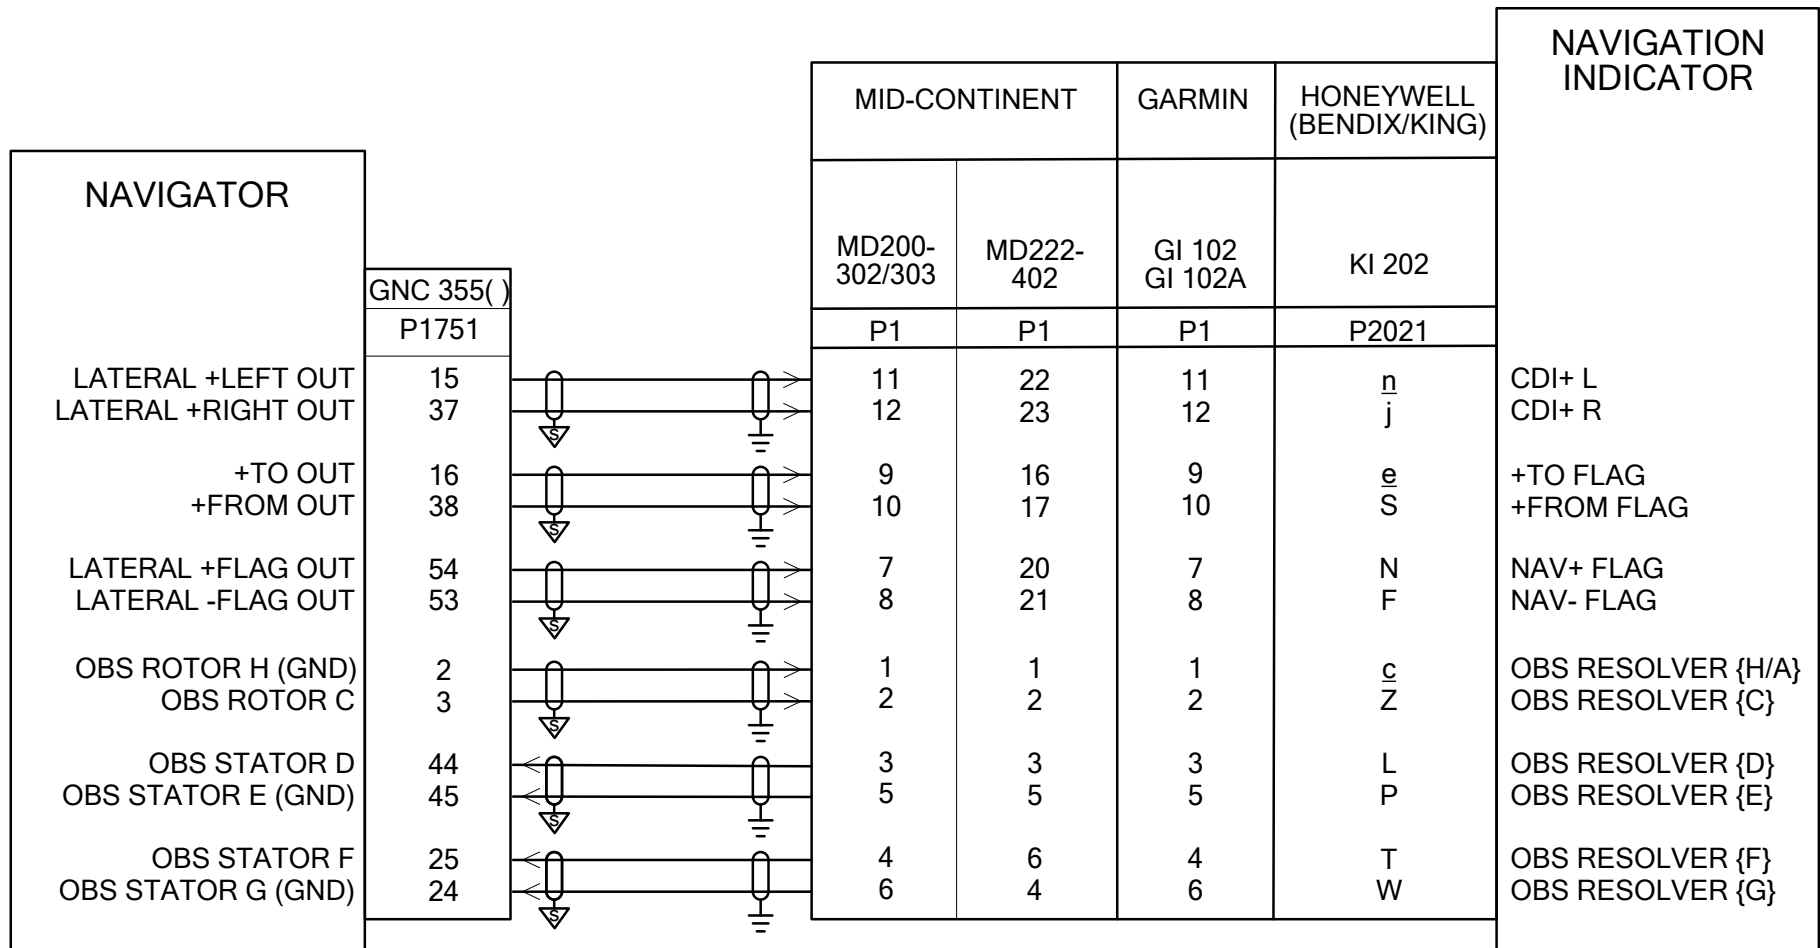 NAVIGATION
INDICATOR
MID-CONTINENT GARMIN HONEYWELL
(BENDIX/KING)
NAVIGATOR
MD200-
302/303 MD222-
402 GI 102
GI 102A KI 202
GNC 355( )
P1751 P1 P1 P1 P2021
LATERAL +LEFT OUT 15 11 22 11 n CDI+ L
LATERAL +RIGHT OUT 37 12 23 12 j CDI+ R
S
+TO OUT 16 9 16 9 e +TO FLAG
+FROM OUT 38 10 17 10 S +FROM FLAG
S
LATERAL +FLAG OUT 54 7 20 7 N NAV+ FLAG
LATERAL -FLAG OUT 53 8 21 8 F NAV- FLAG
S
OBS ROTOR H (GND) 2 1 1 1 c OBS RESOLVER {H/A}
OBS ROTOR C 3 2 2 2 Z OBS RESOLVER {C}
S
OBS STATOR D 44 3 3 3 L OBS RESOLVER {D}
OBS STATOR E (GND) 45 5 5 5 P OBS RESOLVER {E}
S
OBS STATOR F 25 4 6 4 T OBS RESOLVER {F}
OBS STATOR G (GND) 24 6 4 6 W OBS RESOLVER {G}
S